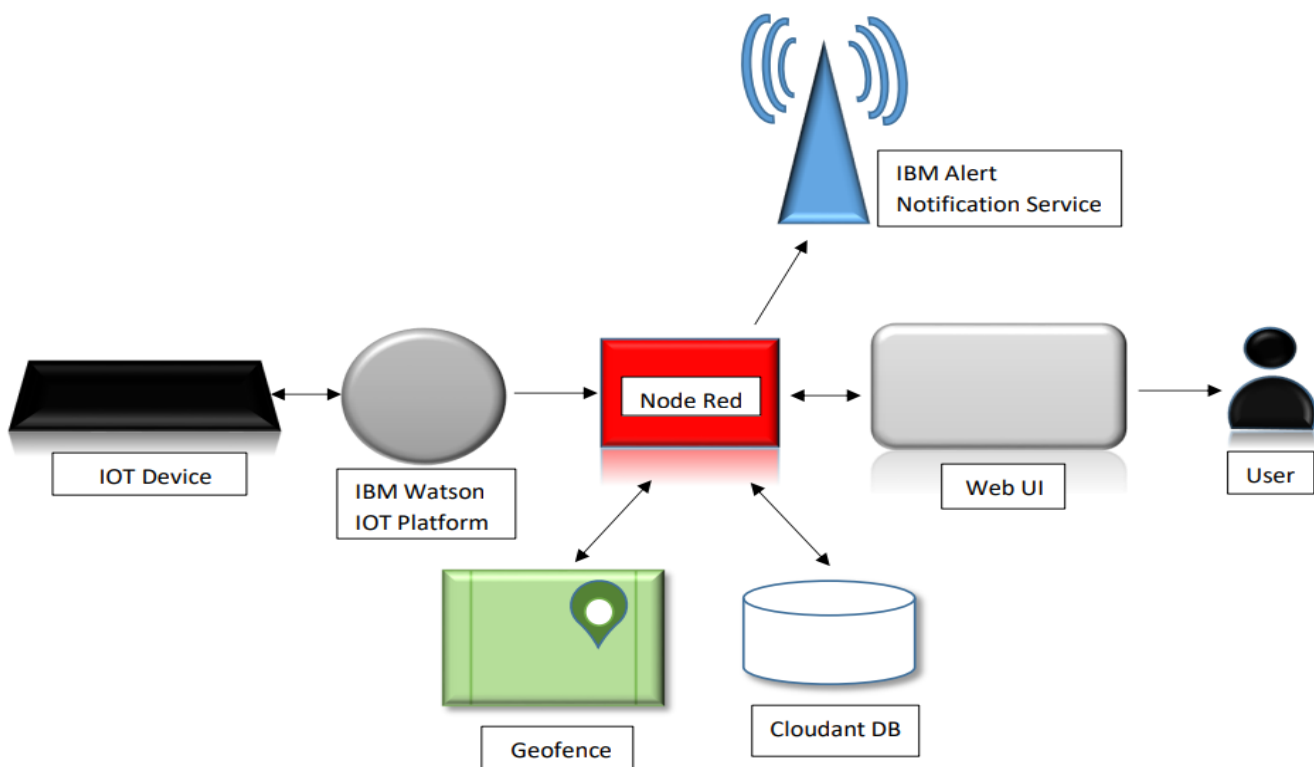 IBM Alert
Notification Service
Node Red
IOT Device
IBM Watson
IOT Platform
Web UI
User
Geofence
Cloudant DB